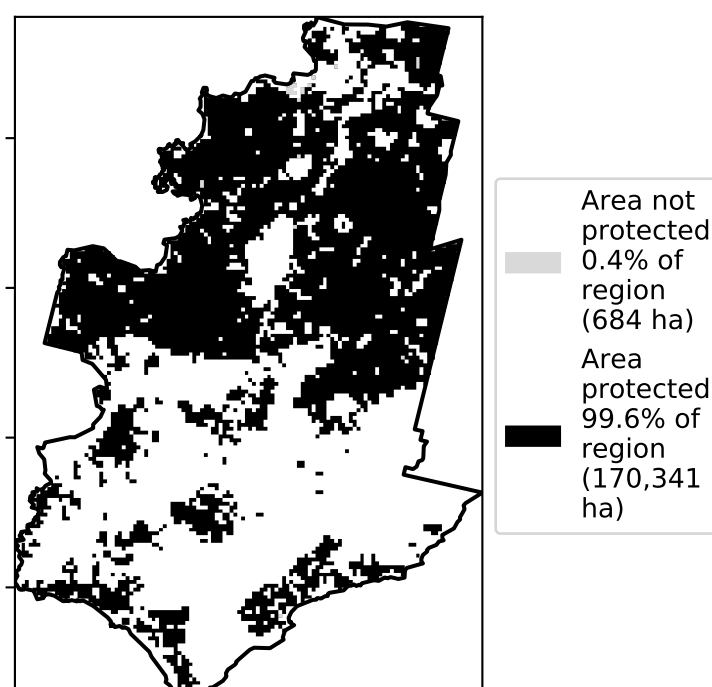 Area not
protected
0.4% of
region
(684 ha)
Area
protected
99.6% of
region
(170,341
ha)